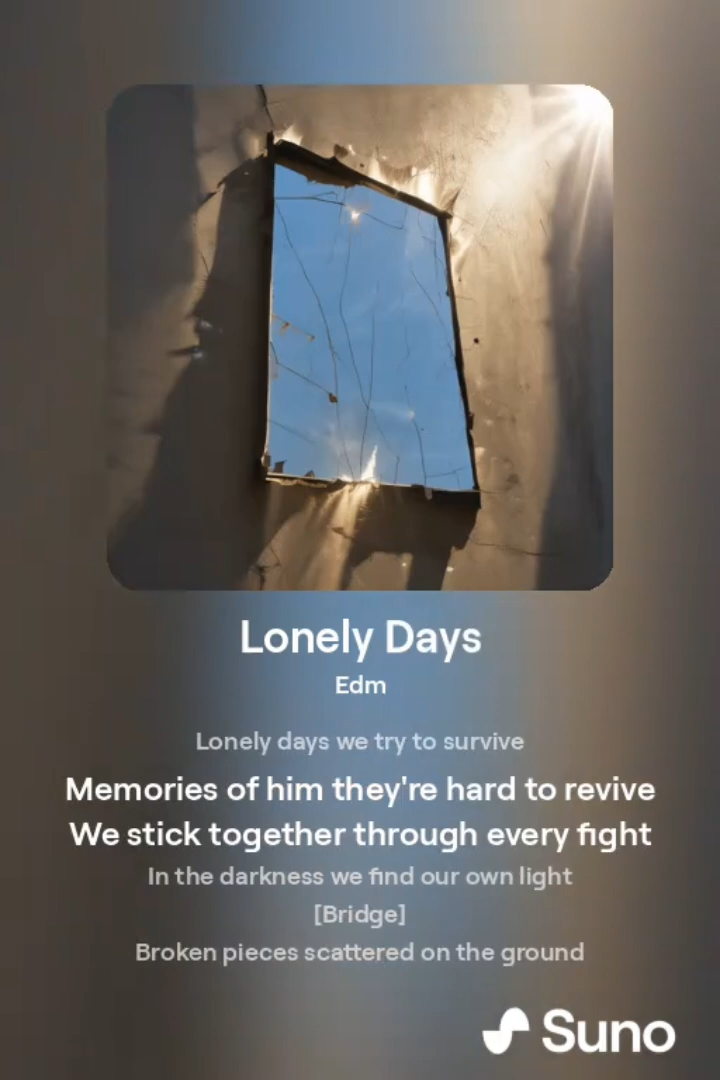 Lonely Days
Edm
Lonely days we try to survive
Memories of him they're hard to revive
We stick together through every fight
In the darkness we find our own light
[Bridge]
Broken pieces scattered on the ground
Suno